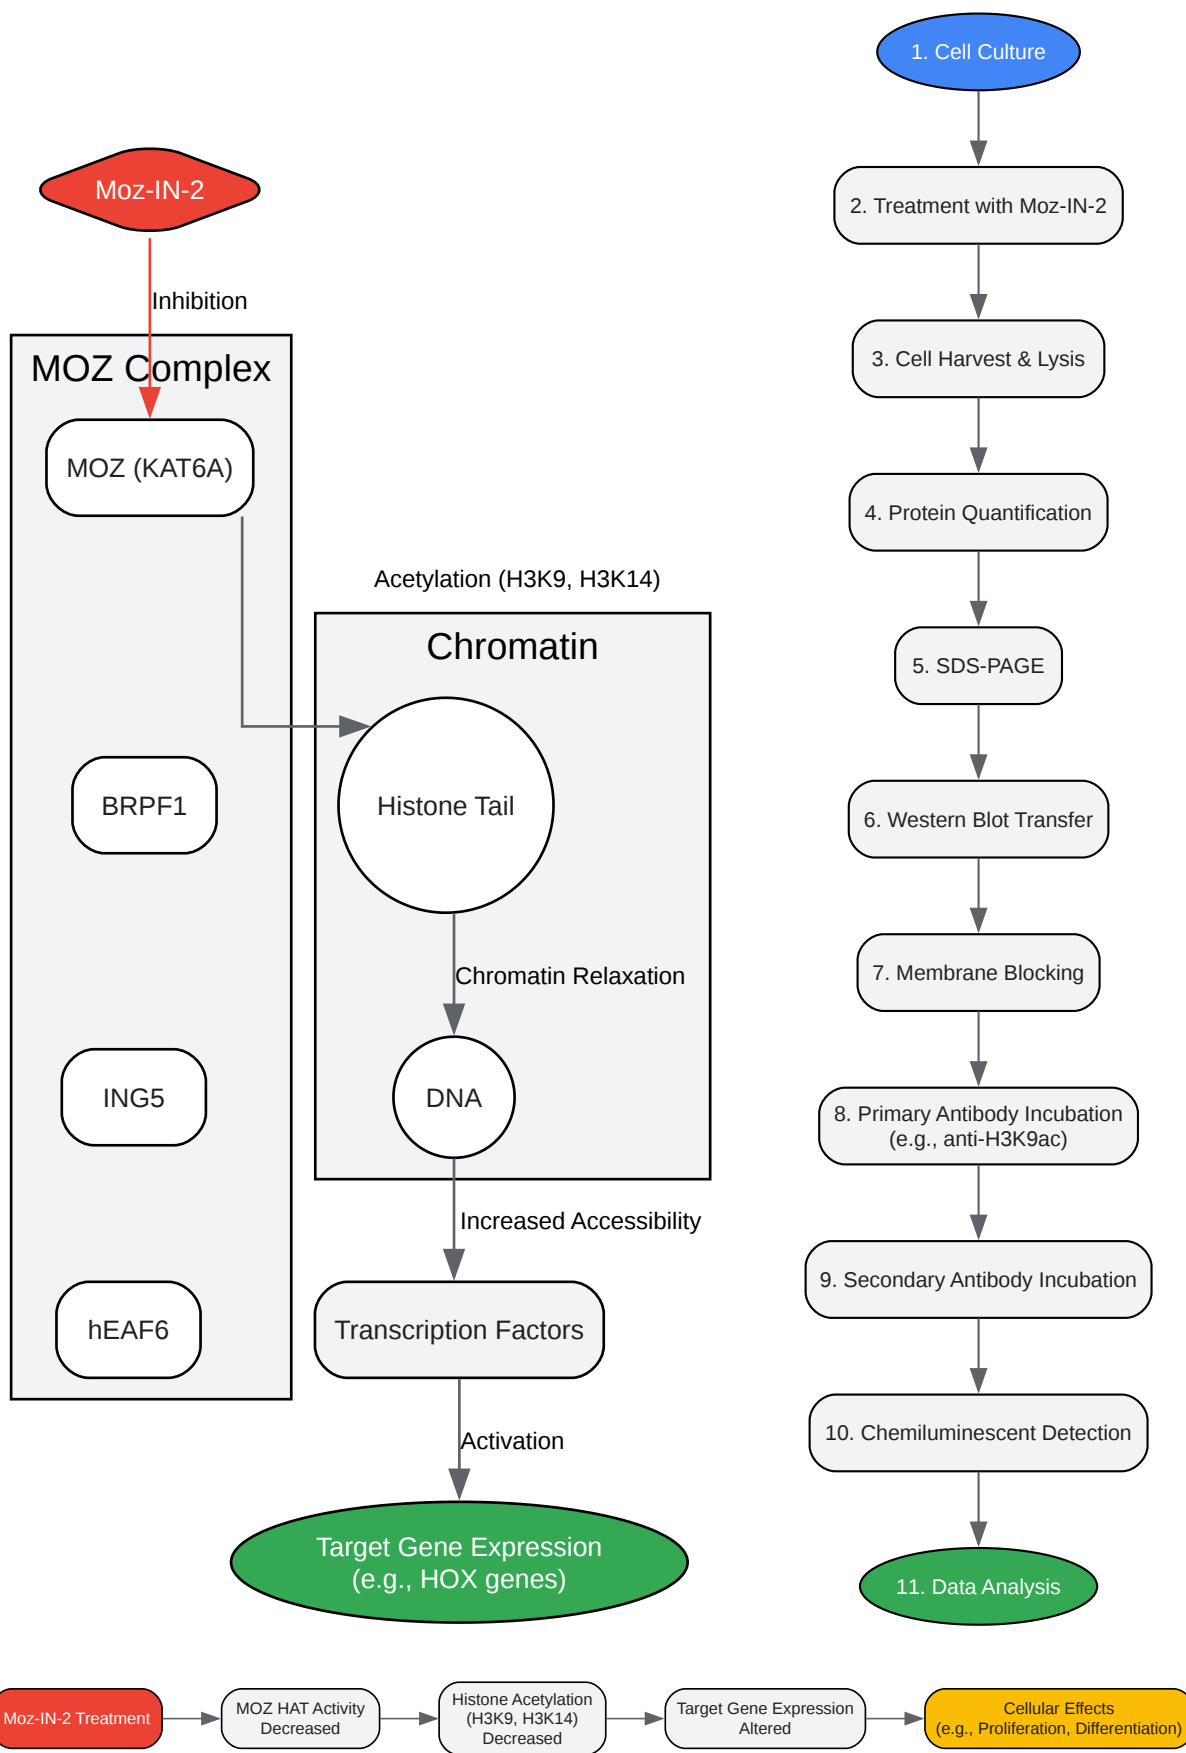 Moz-IN-2
Inhibition
MOZ Complex
MOZ (KAT6A)
BRPF1
ING5
hEAF6
Acetylation (H3K9, H3K14)
Chromatin
Histone Tail
Chromatin Relaxation
DNA
Increased Accessibility
Transcription Factors
Activation
Target Gene Expression
(e.g., HOX genes)
1. Cell Culture
2. Treatment with Moz-IN-2
3. Cell Harvest & Lysis
4. Protein Quantification
5. SDS-PAGE
6. Western Blot Transfer
7. Membrane Blocking
8. Primary Antibody Incubation
(e.g., anti-H3K9ac)
9. Secondary Antibody Incubation
10. Chemiluminescent Detection
11. Data Analysis
Moz-IN-2 Treatment
MOZ HAT Activity
Decreased
Histone Acetylation
(H3K9, H3K14)
Decreased
Target Gene Expression
Altered
Cellular Effects
(e.g., Proliferation, Differentiation)